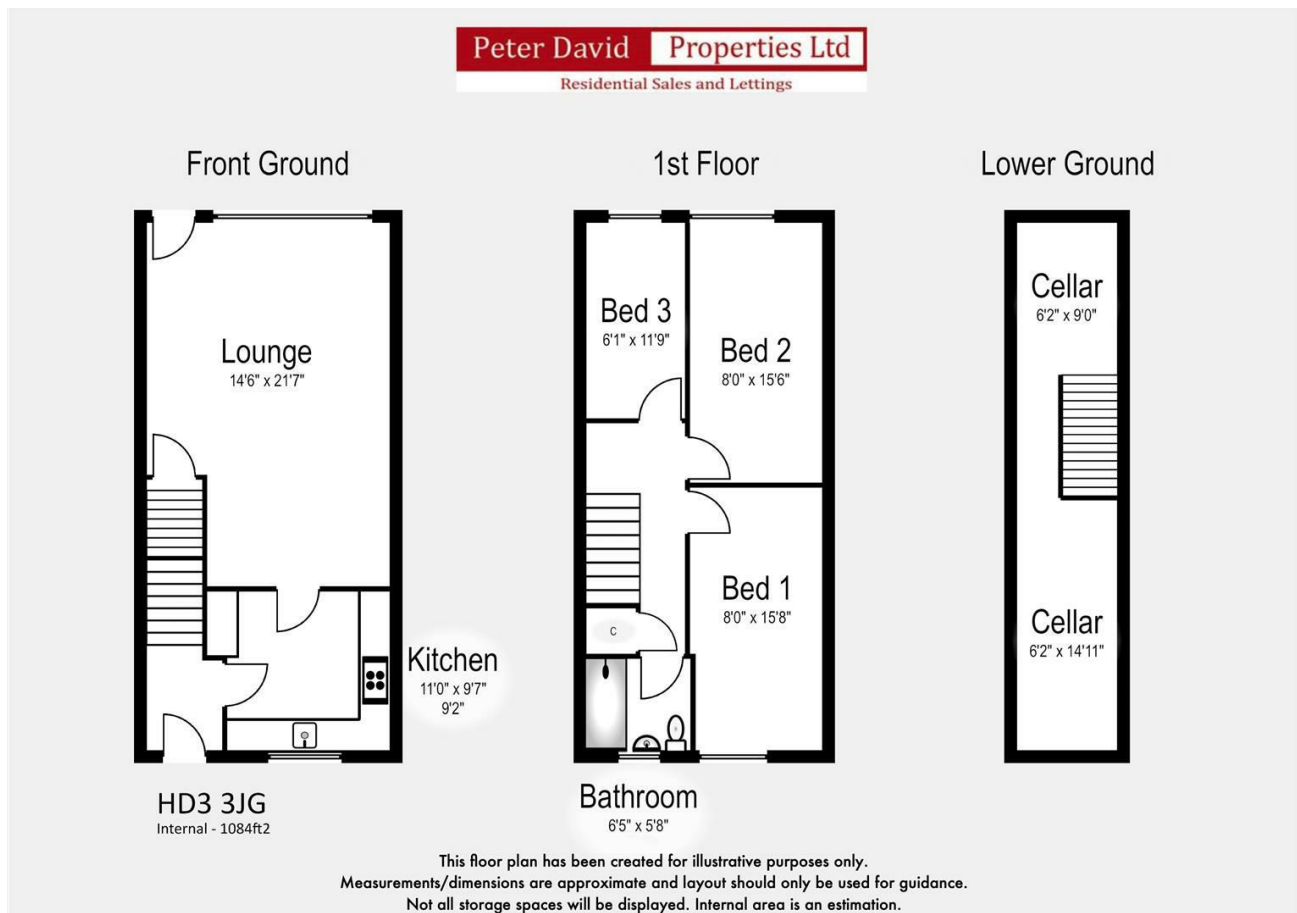 Peter David Properties Ltd
Residential Sales and Lettings
Front Ground
1st Floor
Lower Ground
Lounge
14'6" x 21'7"
Kitchen
11'0" x 9'7"
9'2"
HD3 3JG
Internal - 1084ft2
Bed 3
6'1" x 11'9"
Bed 2
8'0" x 15'6"
Bed 1
8'0" x 15'8"
C
Bathroom
6'5" x 5'8"
Cellar
6'2" x 9'0"
Cellar
6'2" x 14'11"
This floor plan has been created for illustrative purposes only.
Measurements/dimensions are approximate and layout should only be used for guidance.
Not all storage spaces will be displayed. Internal area is an estimation.